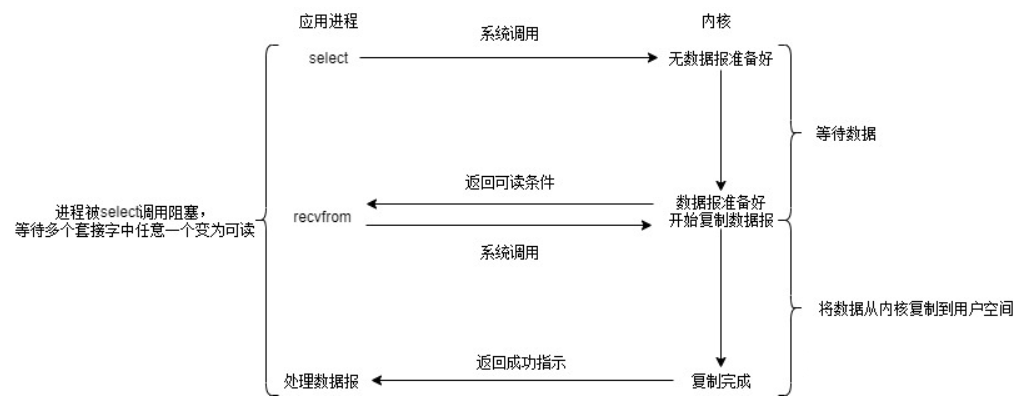 应用进程
内核
系统调用
select
无数据报准备好
等待数据
返回可读条件
数据报准备好
进程被select调用阻塞，
recvfrom
开始复制数据报
等待多个套接字中任意一个变为可读
系统调用
将数据从内核复制到用户空间
返回成功指示
处理数据报
复制完成